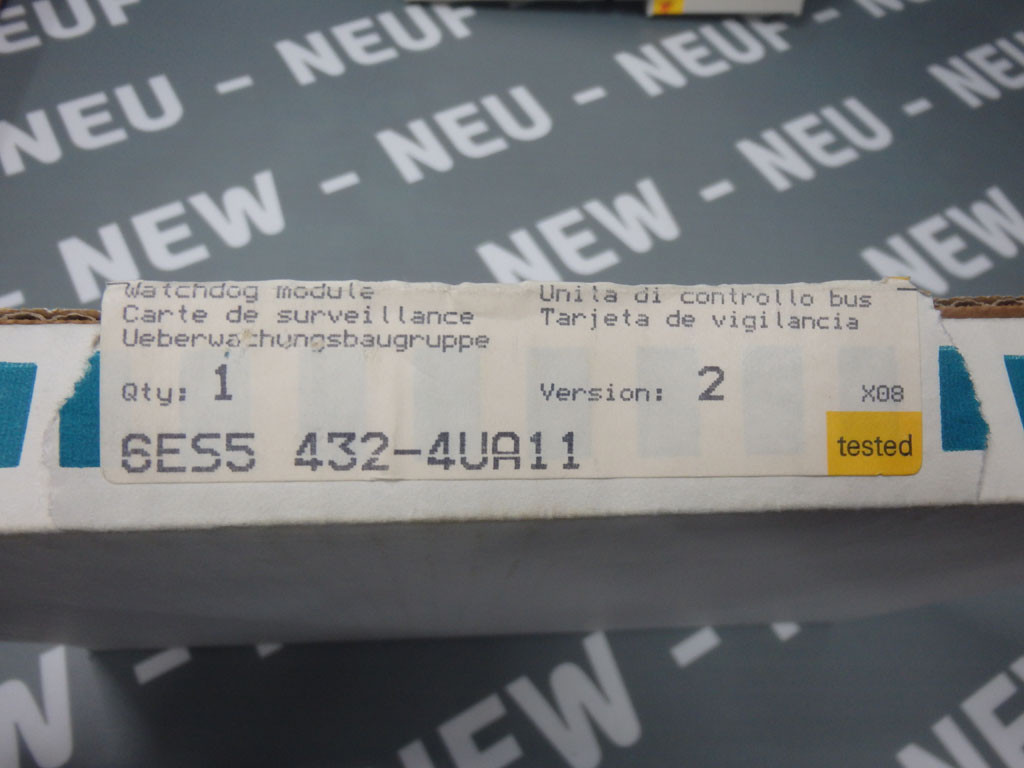 NEUF
NEU - NEUF
NEU - NEUF
NEU - NEU
NEW - NEU - NEUF
NEW - NEU
NEW
Watchdog module
Carte de surveillance
Ueberwachungsbaugruppe
Unita di controllo bus
Tarjeta de vigilancia
Qty: 1
Version: 2
X08
6ES5 432-4UA11
tested
NEW
NEW